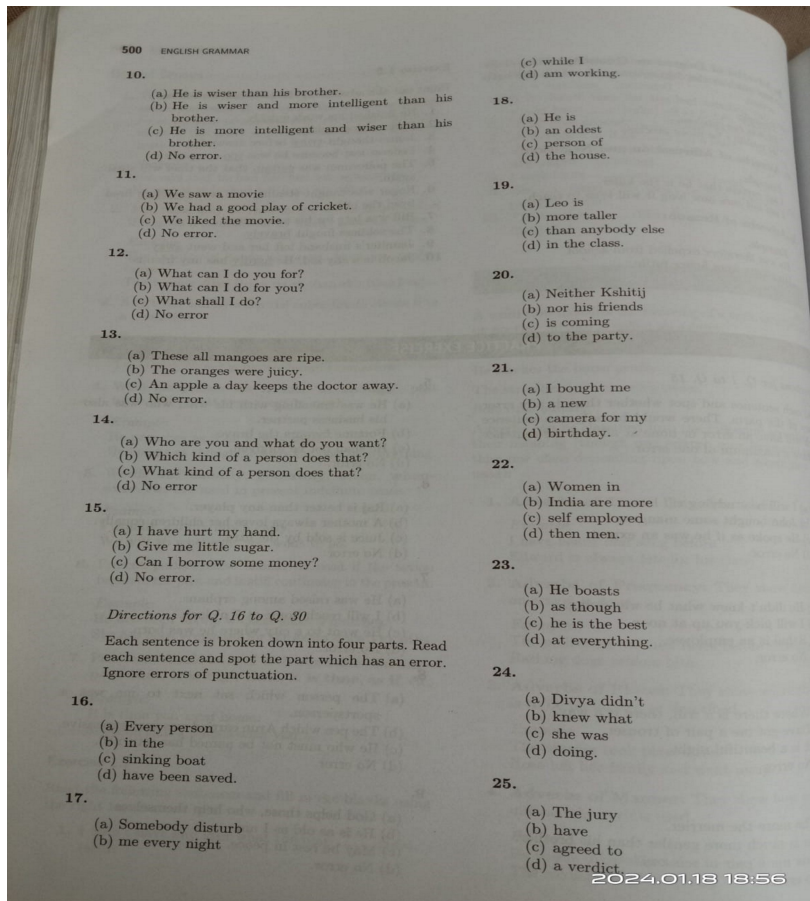 500 ENGLISH GRAMMAR
10.
(a) He is wiser than his brother.
(b) He is wiser and more intelligent than his
brother.
(c) He is more intelligent and wiser than his
brother.
(d) No error.
11.
(a) We saw a movie
(b) We had a good play of cricket.
(c) We liked the movie.
(d) No error.
12.
(a) What can I do you for?
(b) What can I do for you?
(c) What shall I do?
(d) No error
13.
(a) These all mangoes are ripe.
(b) The oranges were juicy.
(c) An apple a day keeps the doctor away.
(d) No error.
14.
(a) Who are you and what do you want?
(b) Which kind of a person does that?
(c) What kind of a person does that?
(d) No error
15.
(a) I have hurt my hand.
(b) Give me little sugar.
(c) Can I borrow some money?
(d) No error.
Directions for Q. 16 to Q. 30
Each sentence is broken down into four parts. Read
each sentence and spot the part which has an error.
Ignore errors of punctuation.
16.
(a) Every person
(b) in the
(c) sinking boat
(d) have been saved.
17.
(a) Somebody disturb
(b) me every night
(c) while I
(d) am working.
18.
(a) He is
(b) an oldest
(c) person of
(d) the house.
19.
(a) Leo is
(b) more taller
(c) than anybody else
(d) in the class.
20.
(a) Neither Kshitij
(b) nor his friends
(c) is coming
(d) to the party.
21.
(a) I bought me
(b) a new
(c) camera for my
(d) birthday.
22.
(a) Women in
(b) India are more
(c) self employed
(d) then men.
23.
(a) He boasts
(b) as though
(c) he is the best
(d) at everything.
24.
(a) Divya didn't
(b) knew what
(c) she was
(d) doing.
25.
(a) The jury
(b) have
(c) agreed to
(d) a verdict.
2024.01.18 18:56